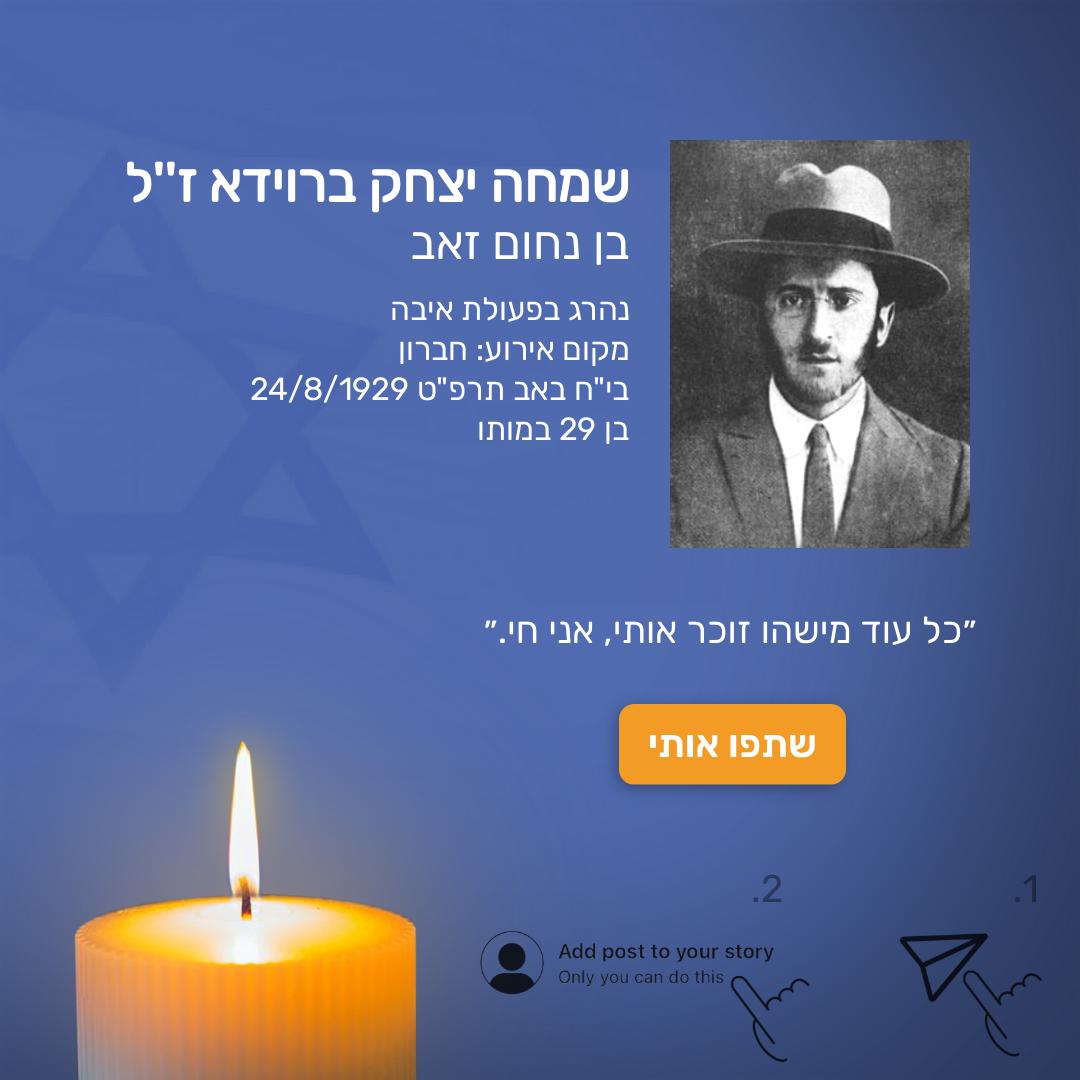 שמחה יצחק ברוידא ז"ל
בן נחום זאב
נהרג בפעולת איבה
מקום אירוע: חברון
בי"ח באב תרפ"ט 24/8/1929
בן 29 במותו
״כל עוד מישהו זוכר אותי, אני חי.״
שתפו אותי
.1
.2
Add post to your story
Only you can do this